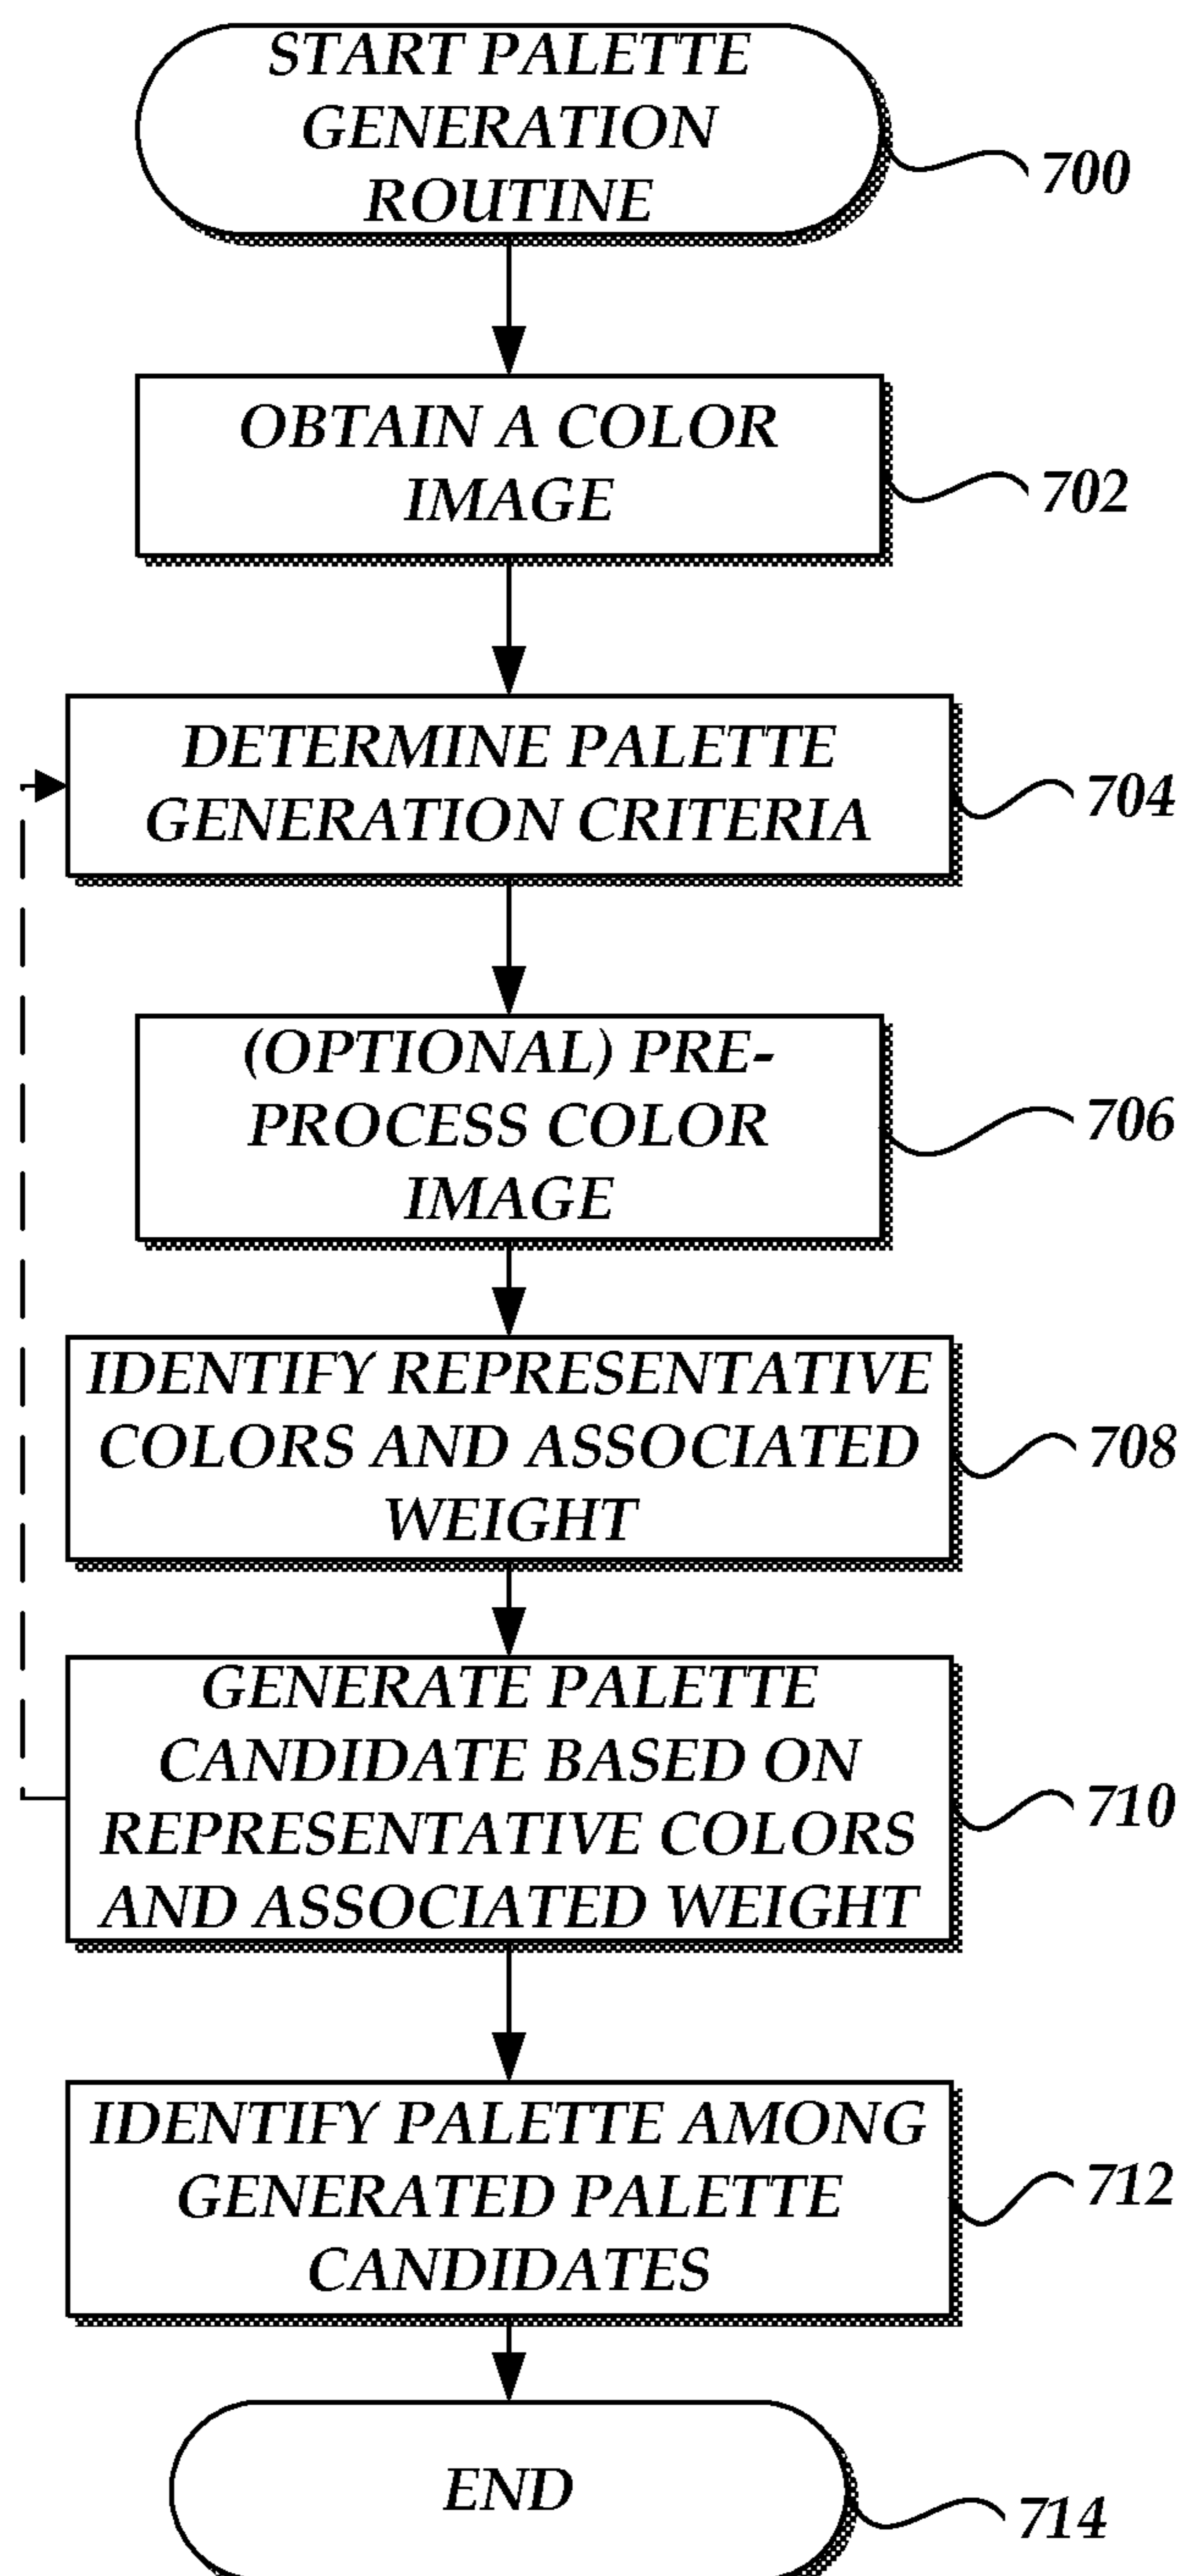 START PALETTE
GENERATION
ROUTINE
700
OBTAIN A COLOR
IMAGE
702
DETERMINE PALETTE
GENERATION CRITERIA
704
(OPTIONAL) PRE-
PROCESS COLOR
IMAGE
706
IDENTIFY REPRESENTATIVE
COLORS AND ASSOCIATED
WEIGHT
708
GENERATE PALETTE
CANDIDATE BASED ON
REPRESENTATIVE COLORS
AND ASSOCIATED WEIGHT
710
IDENTIFY PALETTE AMONG
GENERATED PALETTE
CANDIDATES
712
END
714